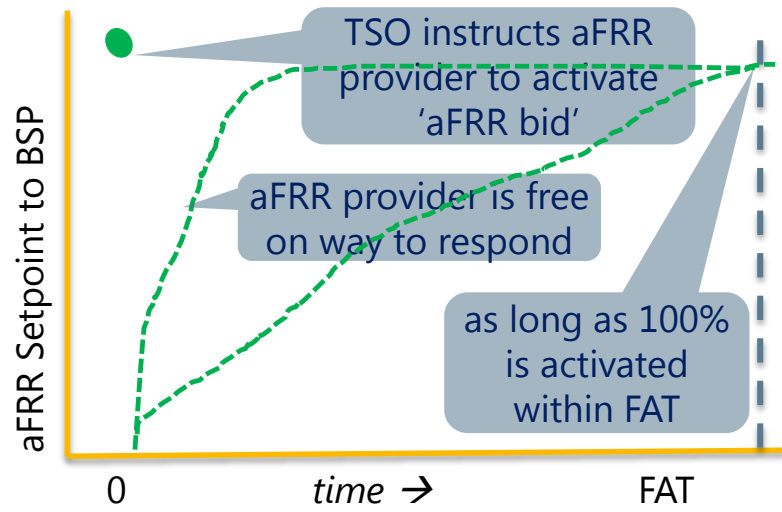 TSO instructs aFRR
provider to activate
‘aFRR bid’
aFRR provider is free
on way to respond
as long as 100%
is activated
within FAT
aFRR Setpoint to BSP
0
time →
FAT